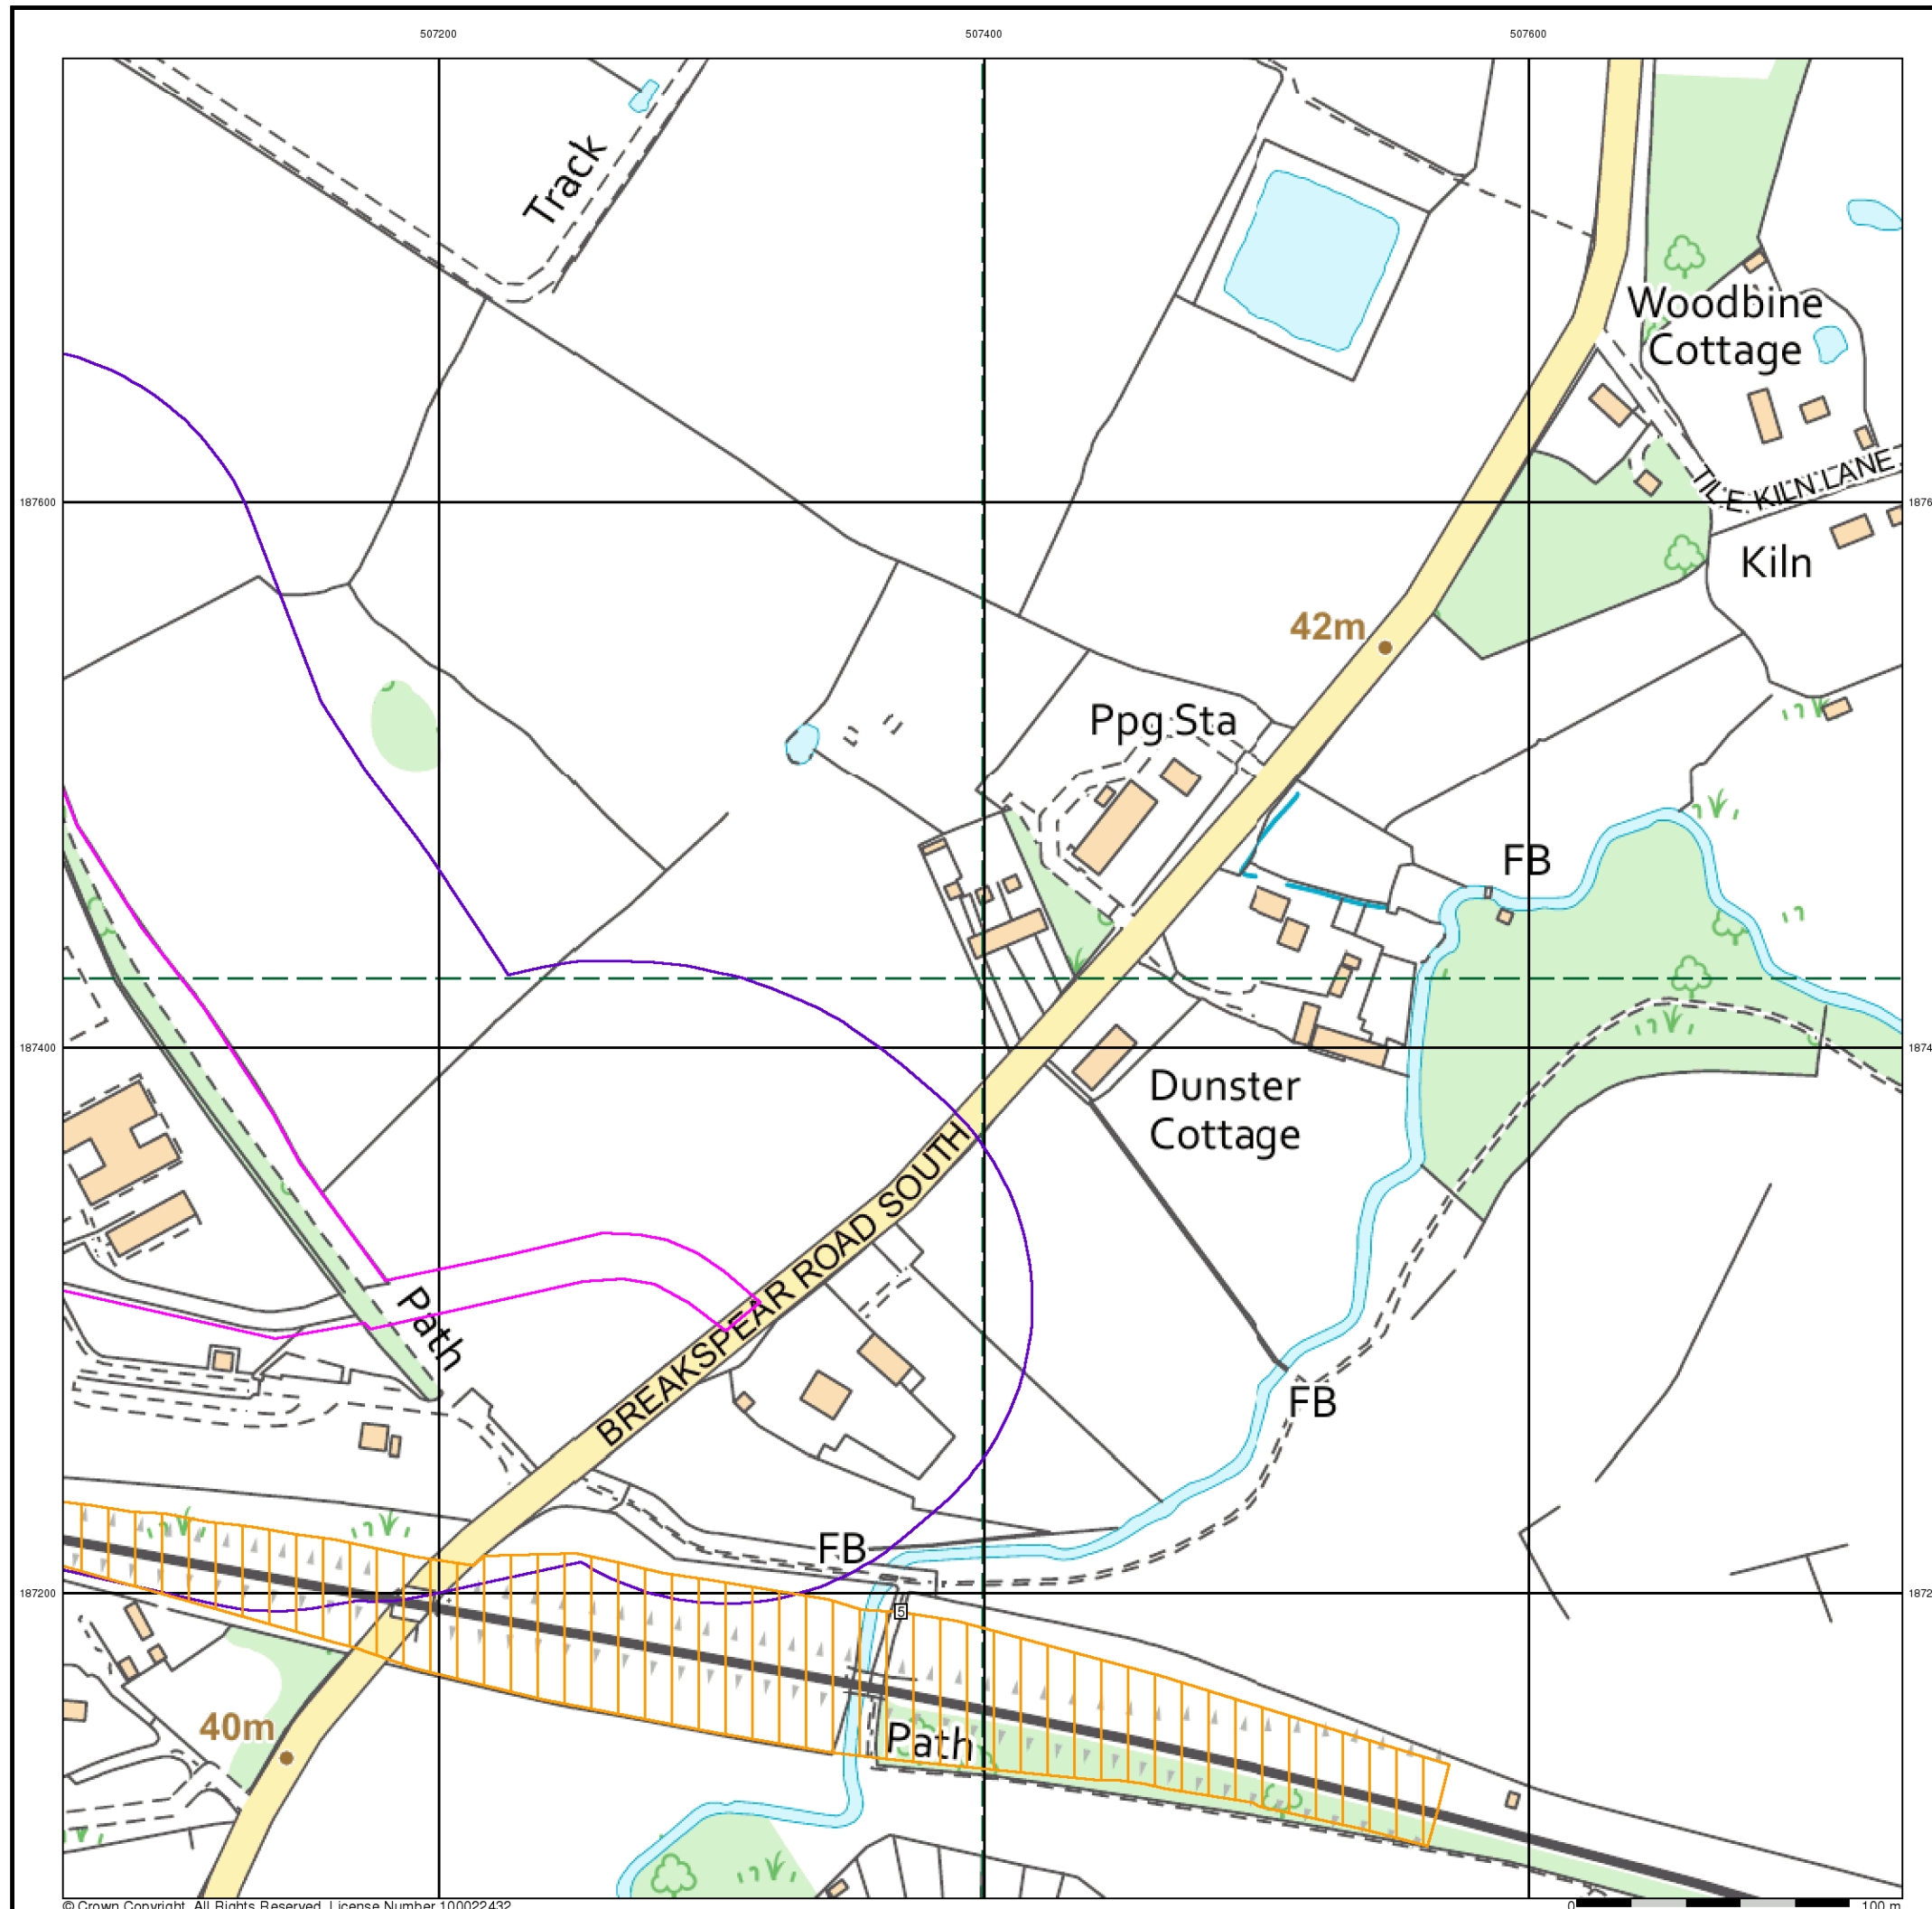 507200
507400
507600
Track
Woodbine
Cottage
TILE KILN LANE
187600
Kiln
42m
Ppg Sta
FB
187400
Dunster
Cottage
BREAKSPEAR ROAD SOUTH
Path
FB
FB
187200
5
40m
Path
© Crown Copyright. All Rights Reserved. License Number 100022432
0
100 m